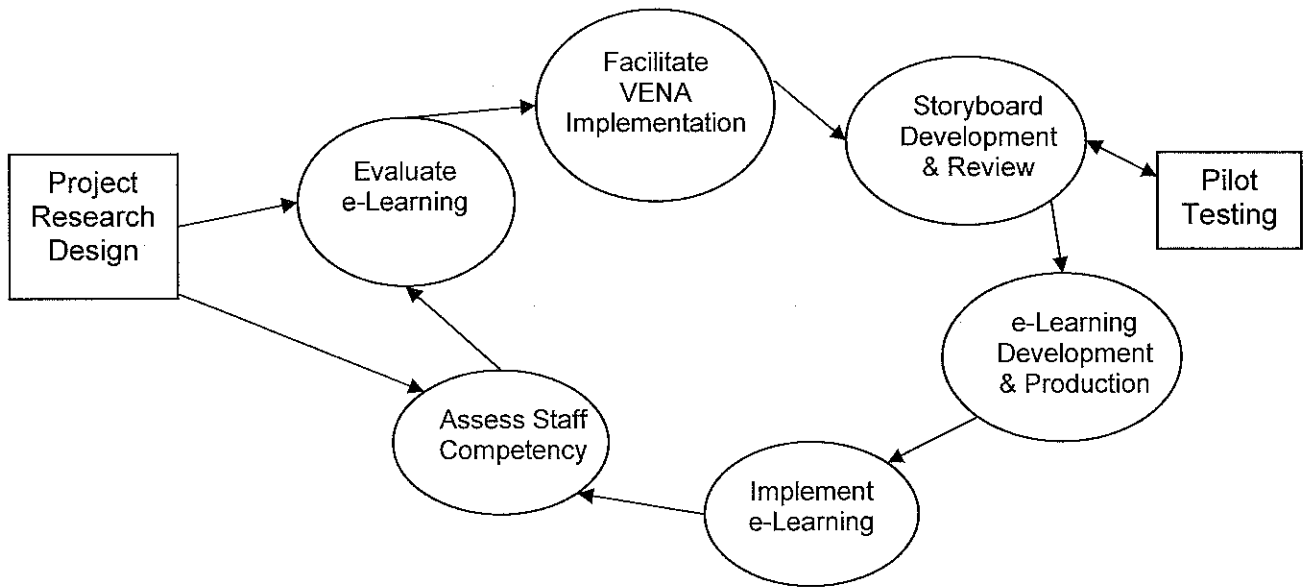 Facilitate
VENA
Implementation
Storyboard
Development
& Review
Evaluate
e-Learning
Project
Research
Design
Pilot
Testing
e-Learning
Development
& Production
Assess Staff
Competency
Implement
e-Learning